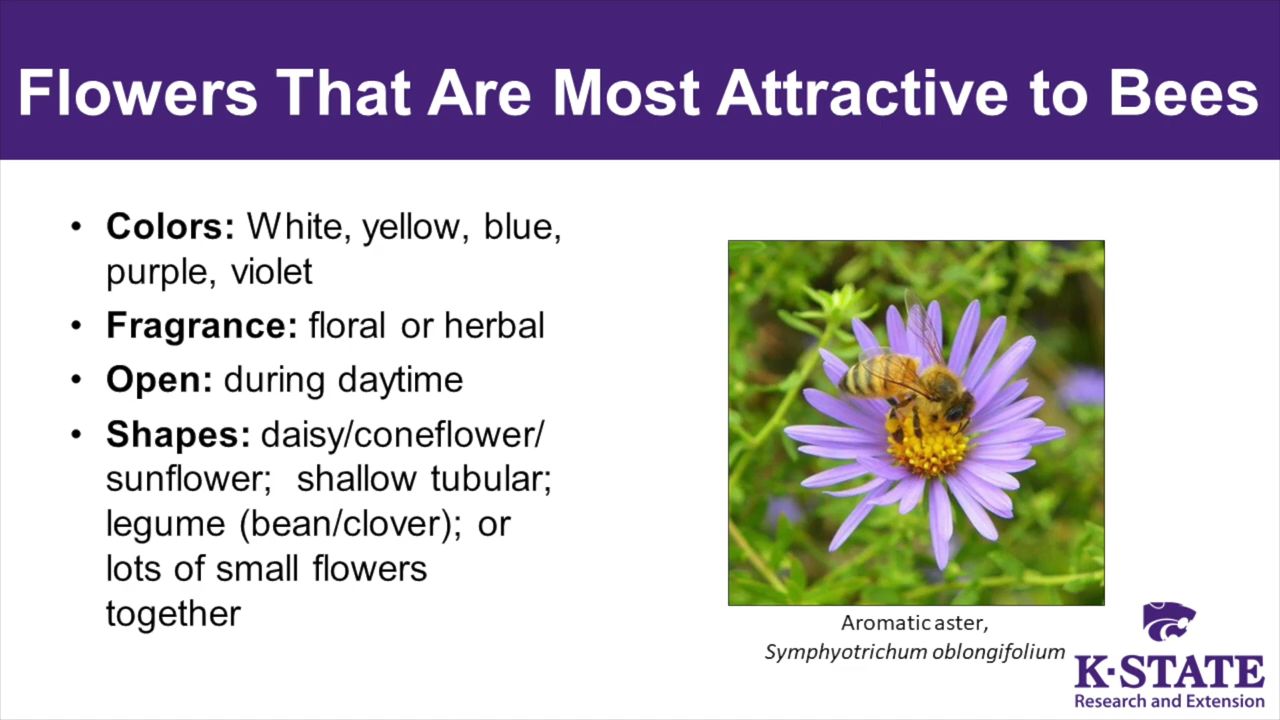 Flowers That Are Most Attractive to Bees
• Colors: White, yellow, blue,
purple, violet
• Fragrance: floral or herbal
• Open: during daytime
• Shapes: daisy/coneflower/
sunflower; shallow tubular;
legume (bean/clover); or
lots of small flowers
together
Aromatic aster,
Symphyotrichum oblongifolium
K-STATE
Research and Extension